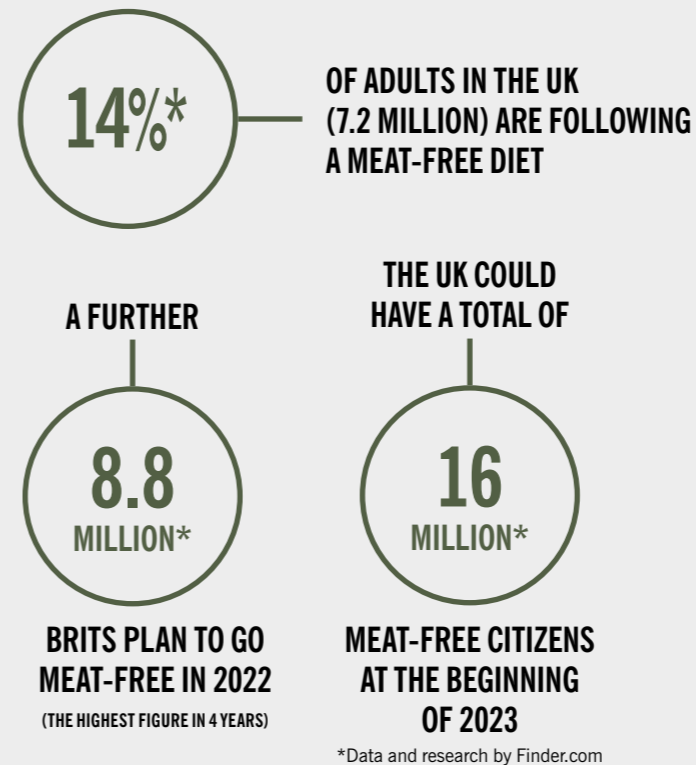 14%*
OF ADULTS IN THE UK
(7.2 MILLION) ARE FOLLOWING
A MEAT-FREE DIET
A FURTHER
8.8
MILLION*
BRITS PLAN TO GO
MEAT-FREE IN 2022
(THE HIGHEST FIGURE IN 4 YEARS)
THE UK COULD
HAVE A TOTAL OF
16
MILLION*
MEAT-FREE CITIZENS
AT THE BEGINNING
OF 2023
*Data and research by Finder.com